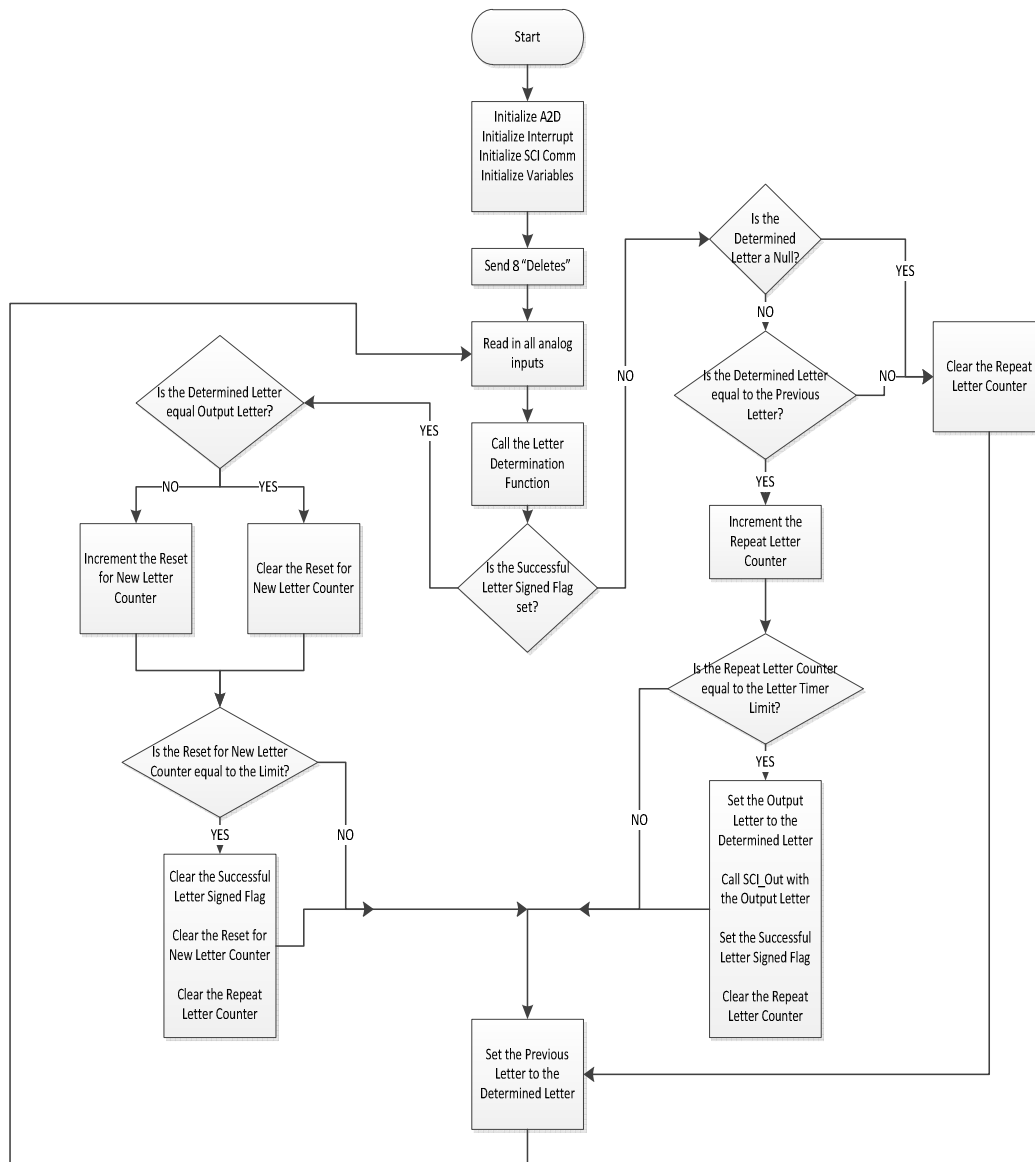 Start
Initialize A2D
Initialize Interrupt
Initialize SCI Comm
Initialize Variables
Send 8 “Deletes”
Read in all analog
inputs
Call the Letter
Determination
Function
Is the Successful
Letter Signed Flag
set?
YES
NO
Is the Determined Letter
equal Output Letter?
NO
YES
Increment the Reset
for New Letter
Counter
Clear the Reset for
New Letter Counter
Is the Reset for New Letter
Counter equal to the Limit?
YES
NO
Clear the Successful
Letter Signed Flag
Clear the Reset for
New Letter Counter
Clear the Repeat
Letter Counter
Is the
Determined
Letter a Null?
YES
NO
Is the Determined Letter
equal to the Previous
Letter?
NO
YES
Clear the Repeat
Letter Counter
Increment the
Repeat Letter
Counter
Is the Repeat Letter Counter
equal to the Letter Timer
Limit?
YES
NO
Set the Output
Letter to the
Determined Letter
Call SCI_Out with
the Output Letter
Set the Successful
Letter Signed Flag
Clear the Repeat
Letter Counter
Set the Previous
Letter to the
Determined Letter